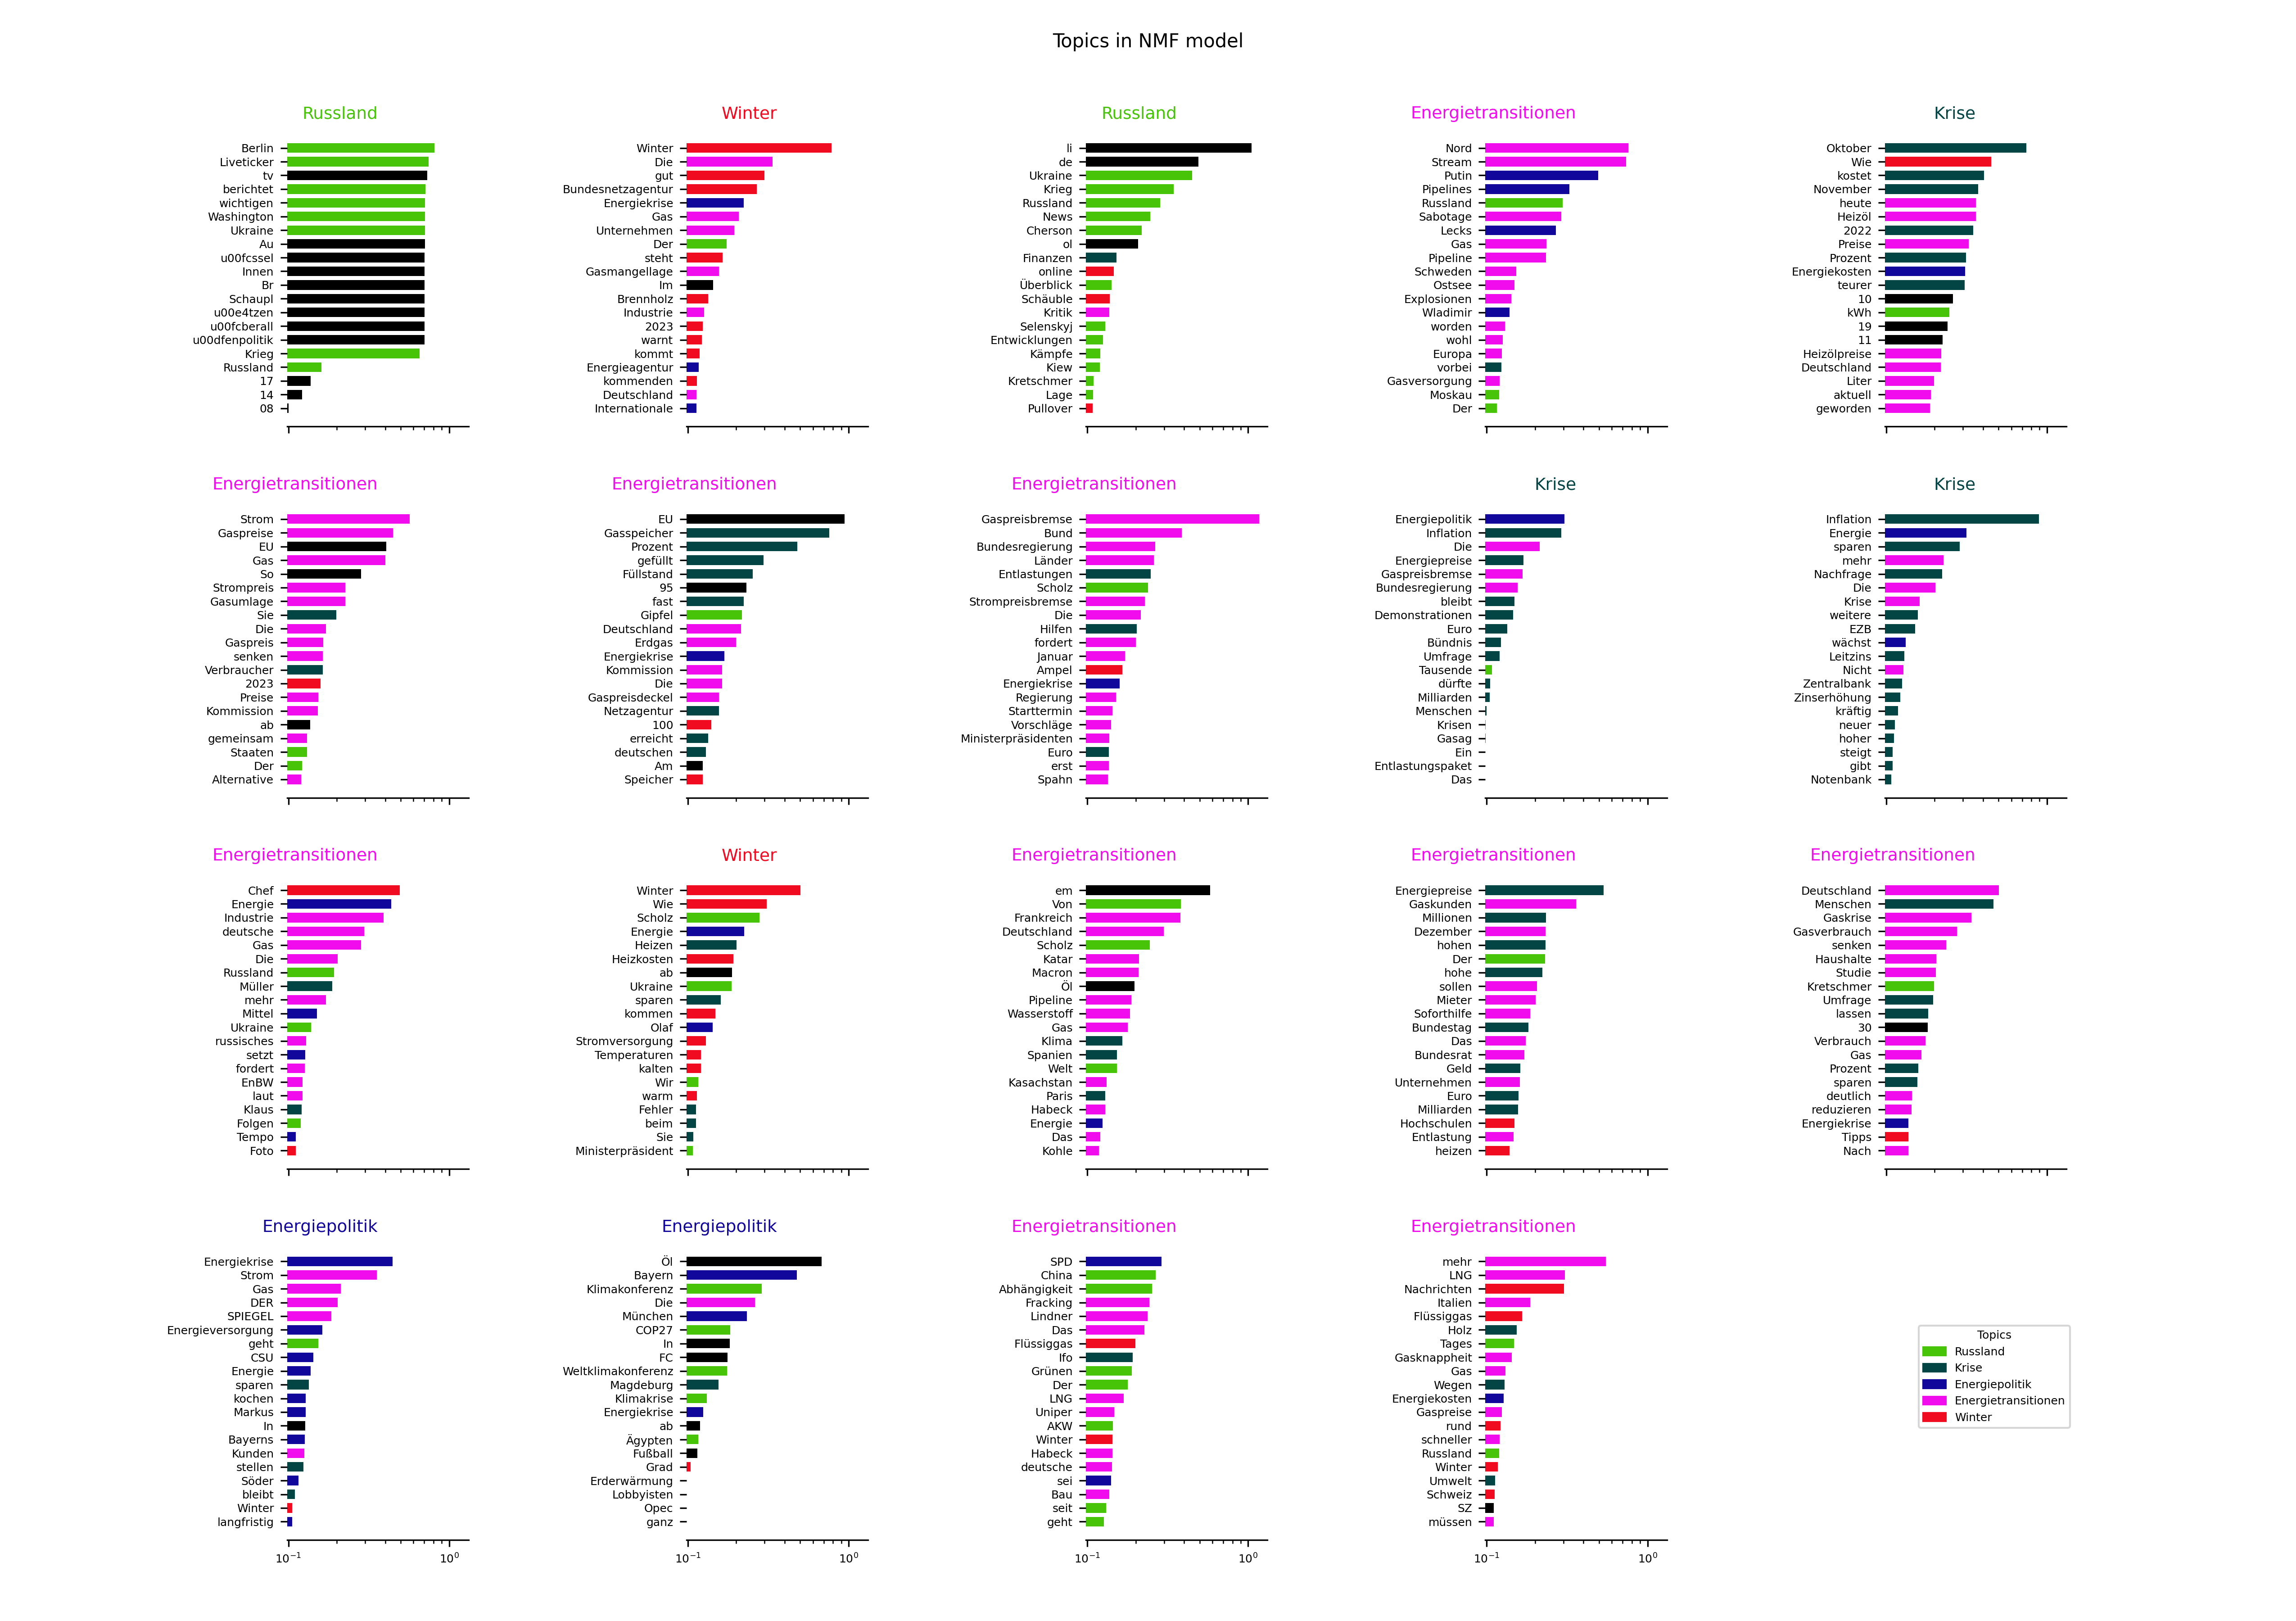 Topics in NMF model
Russland
Berlin
Liveticker
tv
berichtet
wichtigen
Washington
Ukraine
Au
u00fcssel
Innen
Br
Schaupl
u00e4tzen
u00fcberall
u00dfenpolitik
Krieg
Russland
17
14
08
Winter
Winter
Die
gut
Bundesnetzagentur
Energiekrise
Gas
Unternehmen
Der
steht
Gasmangellage
Im
Brennholz
Industrie
2023
warnt
kommt
Energieagentur
kommenden
Deutschland
Internationale
Russland
li
de
Ukraine
Krieg
Russland
News
Cherson
ol
Finanzen
online
Überblick
Schäuble
Kritik
Selenskyj
Entwicklungen
Kämpfe
Kiew
Kretschmer
Lage
Pullover
Energietransitionen
Nord
Stream
Putin
Pipelines
Russland
Sabotage
Lecks
Gas
Pipeline
Schweden
Ostsee
Explosionen
Wladimir
worden
wohl
Europa
vorbei
Gasversorgung
Moskau
Der
Krise
Oktober
Wie
kostet
November
heute
Heizöl
2022
Preise
Prozent
Energiekosten
teurer
10
kWh
19
11
Heizölpreise
Deutschland
Liter
aktuell
geworden
Energietransitionen
Strom
Gaspreise
EU
Gas
So
Strompreis
Gasumlage
Sie
Die
Gaspreis
senken
Verbraucher
2023
Preise
Kommission
ab
gemeinsam
Staaten
Der
Alternative
Energietransitionen
EU
Gasspeicher
Prozent
gefüllt
Füllstand
95
fast
Gipfel
Deutschland
Erdgas
Energiekrise
Kommission
Die
Gaspreisdeckel
Netzagentur
100
erreicht
deutschen
Am
Speicher
Energietransitionen
Gaspreisbremse
Bund
Bundesregierung
Länder
Entlastungen
Scholz
Strompreisbremse
Die
Hilfen
fordert
Januar
Ampel
Energiekrise
Regierung
Starttermin
Vorschläge
Ministerpräsidenten
Euro
erst
Spahn
Krise
Energiepolitik
Inflation
Die
Energiepreise
Gaspreisbremse
Bundesregierung
bleibt
Demonstrationen
Euro
Bündnis
Umfrage
Tausende
dürfte
Milliarden
Menschen
Krisen
Gasag
Ein
Entlastungspaket
Das
Krise
Inflation
Energie
sparen
mehr
Nachfrage
Die
Krise
weitere
EZB
wächst
Leitzins
Nicht
Zentralbank
Zinserhöhung
kräftig
neuer
hoher
steigt
gibt
Notenbank
Energietransitionen
Chef
Energie
Industrie
deutsche
Gas
Die
Russland
Müller
mehr
Mittel
Ukraine
russisches
setzt
fordert
EnBW
laut
Klaus
Folgen
Tempo
Foto
Winter
Winter
Wie
Scholz
Energie
Heizen
Heizkosten
ab
Ukraine
sparen
kommen
Olaf
Stromversorgung
Temperaturen
kalten
Wir
warm
Fehler
beim
Sie
Ministerpräsident
Energietransitionen
em
Von
Frankreich
Deutschland
Scholz
Katar
Macron
Öl
Pipeline
Wasserstoff
Gas
Klima
Spanien
Welt
Kasachstan
Paris
Habeck
Energie
Das
Kohle
Energietransitionen
Energiepreise
Gaskunden
Millionen
Dezember
hohen
Der
hohe
sollen
Mieter
Soforthilfe
Bundestag
Das
Bundesrat
Geld
Unternehmen
Euro
Milliarden
Hochschulen
Entlastung
heizen
Energietransitionen
Deutschland
Menschen
Gaskrise
Gasverbrauch
senken
Haushalte
Studie
Kretschmer
Umfrage
lassen
30
Verbrauch
Gas
Prozent
sparen
deutlich
reduzieren
Energiekrise
Tipps
Nach
Energiepolitik
Energiekrise
Strom
Gas
DER
SPIEGEL
Energieversorgung
geht
CSU
Energie
sparen
kochen
Markus
In
Bayerns
Kunden
stellen
Söder
bleibt
Winter
langfristig
10⁻¹ 10⁰
Energiepolitik
Öl
Bayern
Klimakonferenz
Die
München
COP27
In
FC
Weltklimakonferenz
Magdeburg
Klimakrise
Energiekrise
ab
Ägypten
Fußball
Grad
Erderwärmung
Lobbyisten
Opec
ganz
10⁻¹ 10⁰
Energietransitionen
SPD
China
Abhängigkeit
Fracking
Lindner
Das
Flüssiggas
Ifo
Grünen
Der
LNG
Uniper
AKW
Winter
Habeck
deutsche
sei
Bau
seit
geht
10⁻¹ 10⁰
Energietransitionen
mehr
LNG
Nachrichten
Italien
Flüssiggas
Holz
Tages
Gasknappheit
Gas
Wegen
Energiekosten
Gaspreise
rund
schneller
Russland
Winter
Umwelt
Schweiz
SZ
müssen
10⁻¹ 10⁰
Topics
Russland
Krise
Energiepolitik
Energietransitionen
Winter